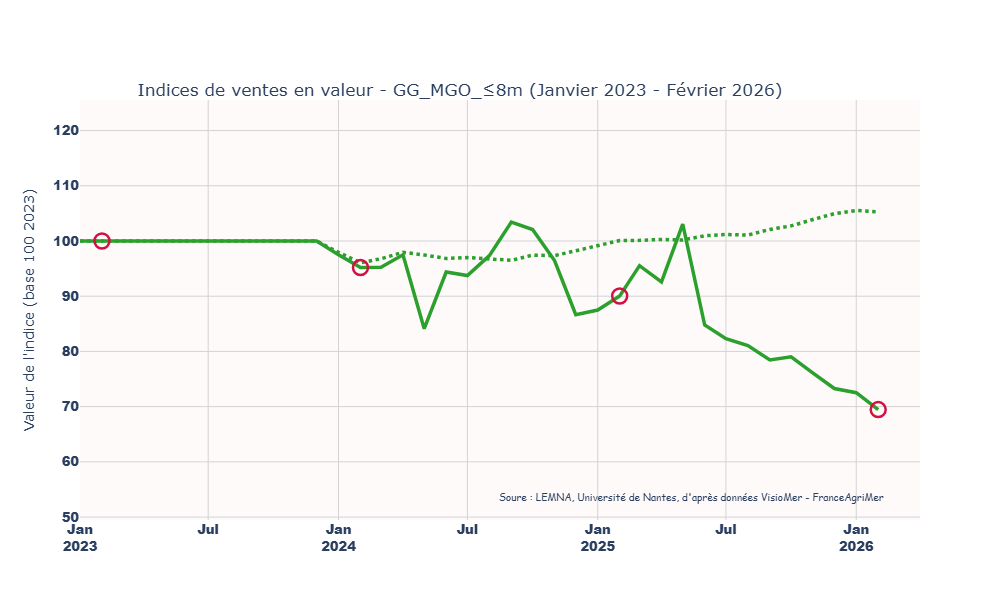 Indices de ventes en valeur - GG_MGO_≤8m (Janvier 2023 - Février 2026)
Valeur de l'indice (base 100 2023)
120
110
100
90
80
70
60
50
Soure : LEMNA, Université de Nantes, d'après données VisioMer - FranceAgriMer
Jan Jul Jan Jul Jan Jul Jan
2023 2024 2025 2026